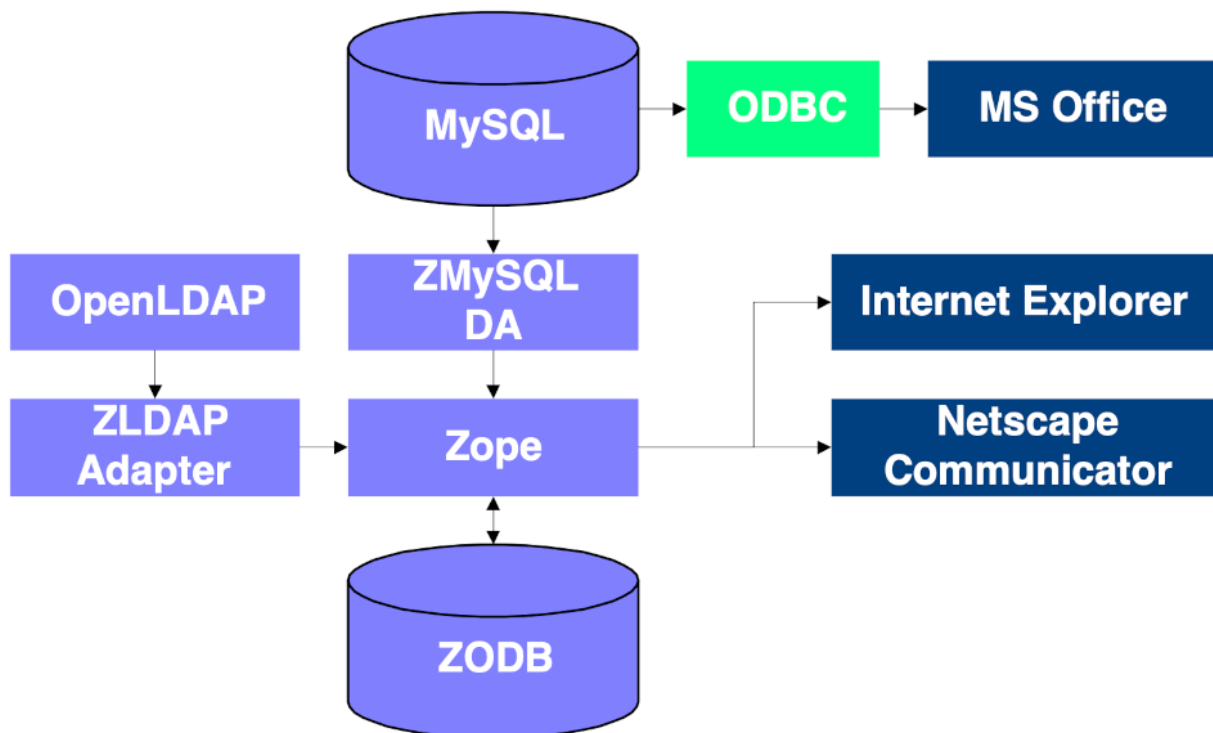 MySQL
ODBC
MS Office
OpenLDAP
ZMySQL
DA
Internet Explorer
ZLDAP
Adapter
Zope
Netscape
Communicator
ZODB